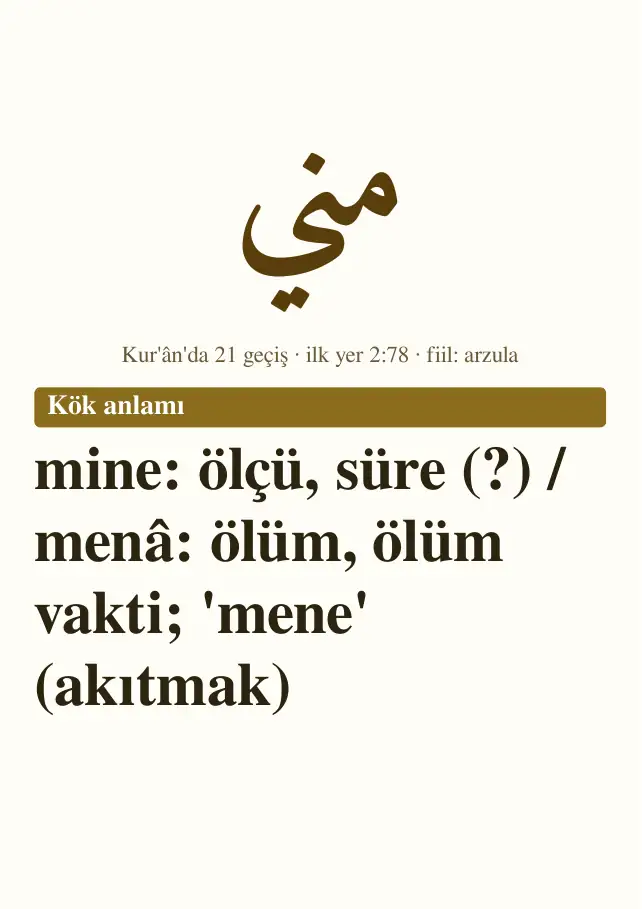 مني
Kur'ân'da 21 geçiş · ilk yer 2:78 · fiil: arzula
Kök anlamı
mine: ölçü, süre (?) /
menâ: ölüm, ölüm
vakti; 'mene'
(akıtmak)